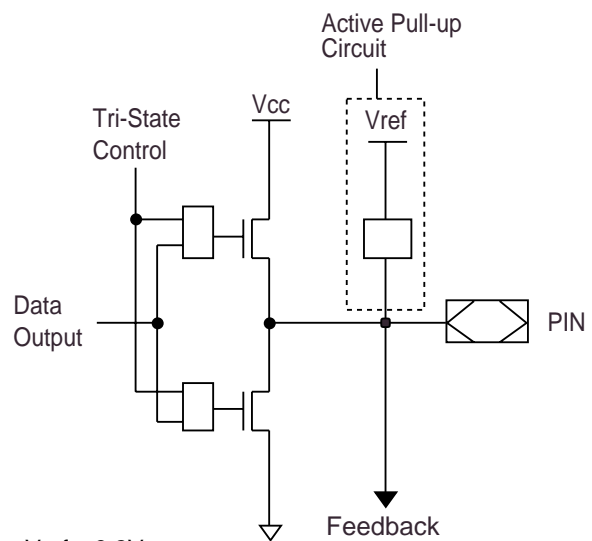 Active Pull-up
Circuit
Vcc
Vref
Tri-State
Control
Data
Output
PIN
Feedback